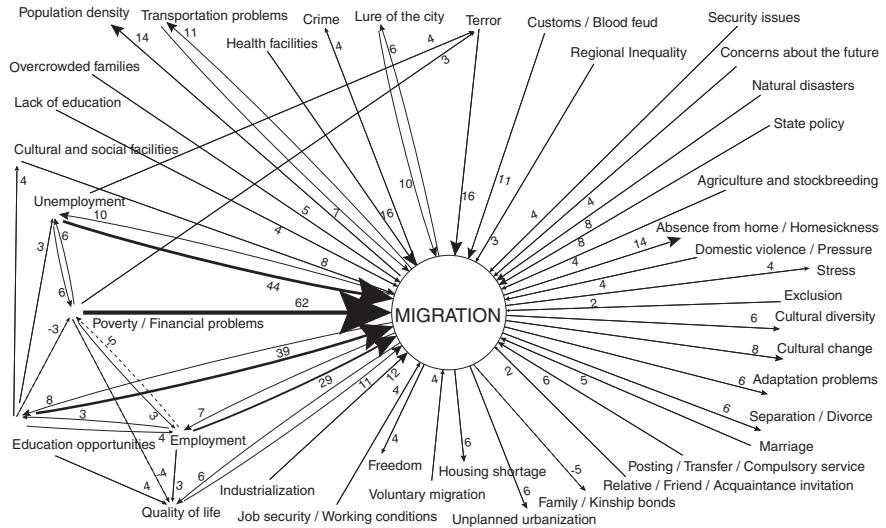 Population density
Transportation problems
Crime
Lure of the city
Terror
Customs / Blood feud
Security issues
14
11
4
6
4
3
Health facilities
Regional Inequality
Concerns about the future
Overcrowded families
Natural disasters
Lack of education
State policy
Cultural and social facilities
4
Unemployment
10
10
16
11
Agriculture and stockbreeding
5
7
16
4
4
4
8
8
3
Absence from home / Homesickness
14
3
6
8
4
Domestic violence / Pressure
44
4
4
Stress
6
62
2
Exclusion
MIGRATION
Poverty / Financial problems
6
Cultural diversity
-3
-5
39
8
Cultural change
29
12
11
4
4
2
6
5
6
Adaptation problems
8
3
3
7
6
Separation / Divorce
4
Education opportunities
Employment
4
6
Marriage
4
-4
3
6
Freedom
Housing shortage
-5
Posting / Transfer / Compulsory service
Industrialization
Voluntary migration
6
Relative / Friend / Acquaintance invitation
Quality of life
Job security / Working conditions
Family / Kinship bonds
Unplanned urbanization